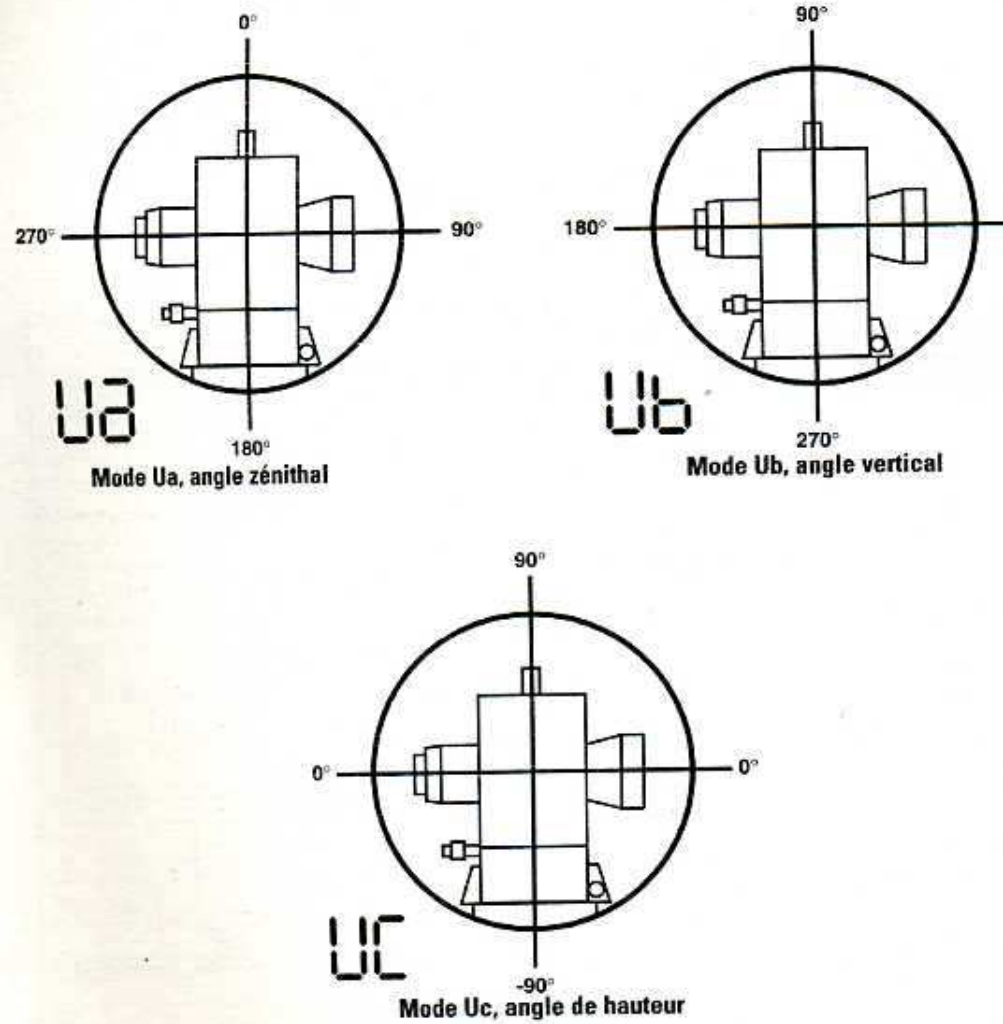 0°
270°
90°
180°
Ua
Mode Ua, angle zénithal
90°
180°
270°
Ub
Mode Ub, angle vertical
90°
0°
0°
-90°
Uc
Mode Uc, angle de hauteur